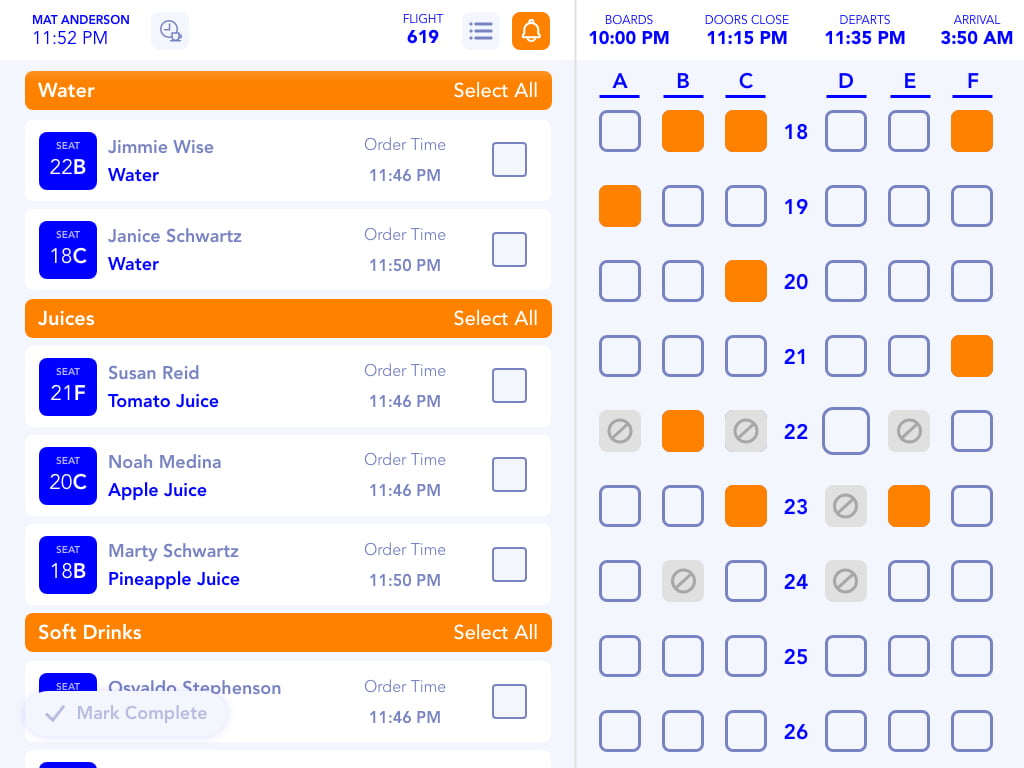 MAT ANDERSON
11:52 PM
FLIGHT
619
BOARDS
10:00 PM
DOORS CLOSE
11:15 PM
DEPARTS
11:35 PM
ARRIVAL
3:50 AM
Water Select All
SEAT
22B
Jimmie Wise
Water
Order Time
11:46 PM
SEAT
18C
Janice Schwartz
Water
Order Time
11:50 PM
Juices Select All
SEAT
21F
Susan Reid
Tomato Juice
Order Time
11:46 PM
SEAT
20C
Noah Medina
Apple Juice
Order Time
11:46 PM
SEAT
18B
Marty Schwartz
Pineapple Juice
Order Time
11:50 PM
Soft Drinks Select All
SEAT
Osvaldo Stephenson
Order Time
11:46 PM
Mark Complete
A B C D E F
18
19
20
21
22
23
24
25
26